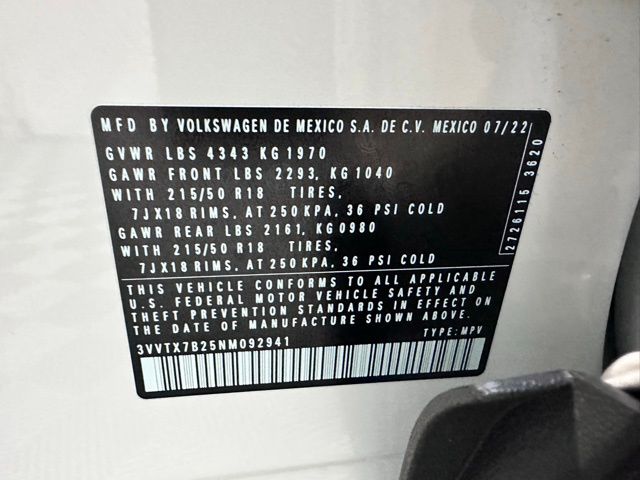 MFD BY VOLKSWAGEN DE MEXICO S.A. DE C.V. MEXICO 07/22
GVWR LBS 4343 KG 1970
GAWR FRONT LBS 2293, KG 1040
WITH 215/50 R18 TIRES,
7JX18 RIMS, AT 250 KPA, 36 PSI COLD
GAWR REAR LBS 2161, KG 0980
WITH 215/50 R18 TIRES,
7JX18 RIMS, AT 250 KPA, 36 PSI COLD
THIS VEHICLE CONFORMS TO ALL APPLICABLE
U.S. FEDERAL MOTOR VEHICLE SAFETY AND
THEFT PREVENTION STANDARDS IN EFFECT ON
THE DATE OF MANUFACTURE SHOWN ABOVE.
3VVTX7B25NM092941 TYPE: MPV
2726115 3620